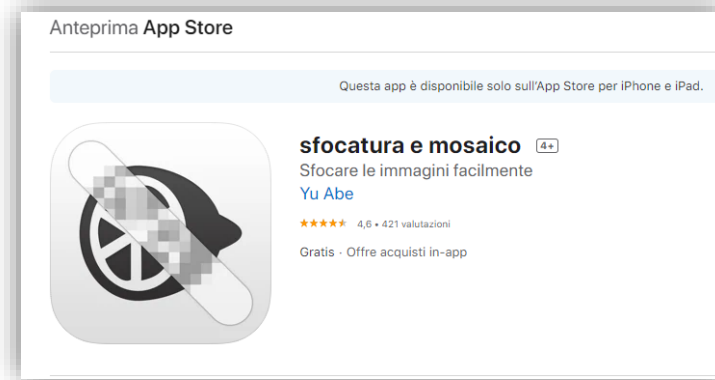 Anteprima App Store
Questa app è disponibile solo sull'App Store per iPhone e iPad.
sfocatura e mosaico 4+
Sfocare le immagini facilmente
Yu Abe
★★★★★ 4,6 • 421 valutazioni
Gratis · Offre acquisti in-app